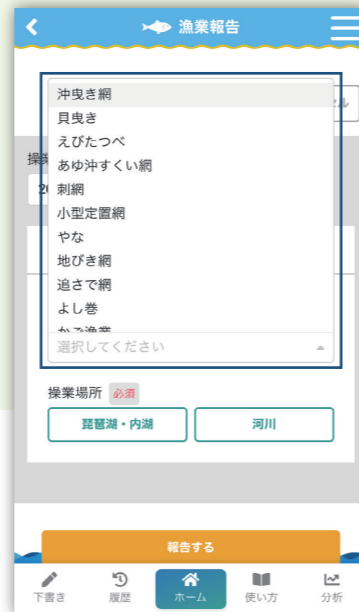 漁業報告
沖曳き網
貝曳き
えびたつべ
あゆ沖すくい網
刺網
小型定置網
やな
地びき網
追さで網
よし巻
かご漁業
選択してください
操業場所 必須
琵琶湖・内湖 河川
報告する
下書き 履歴 ホーム 使い方 分析